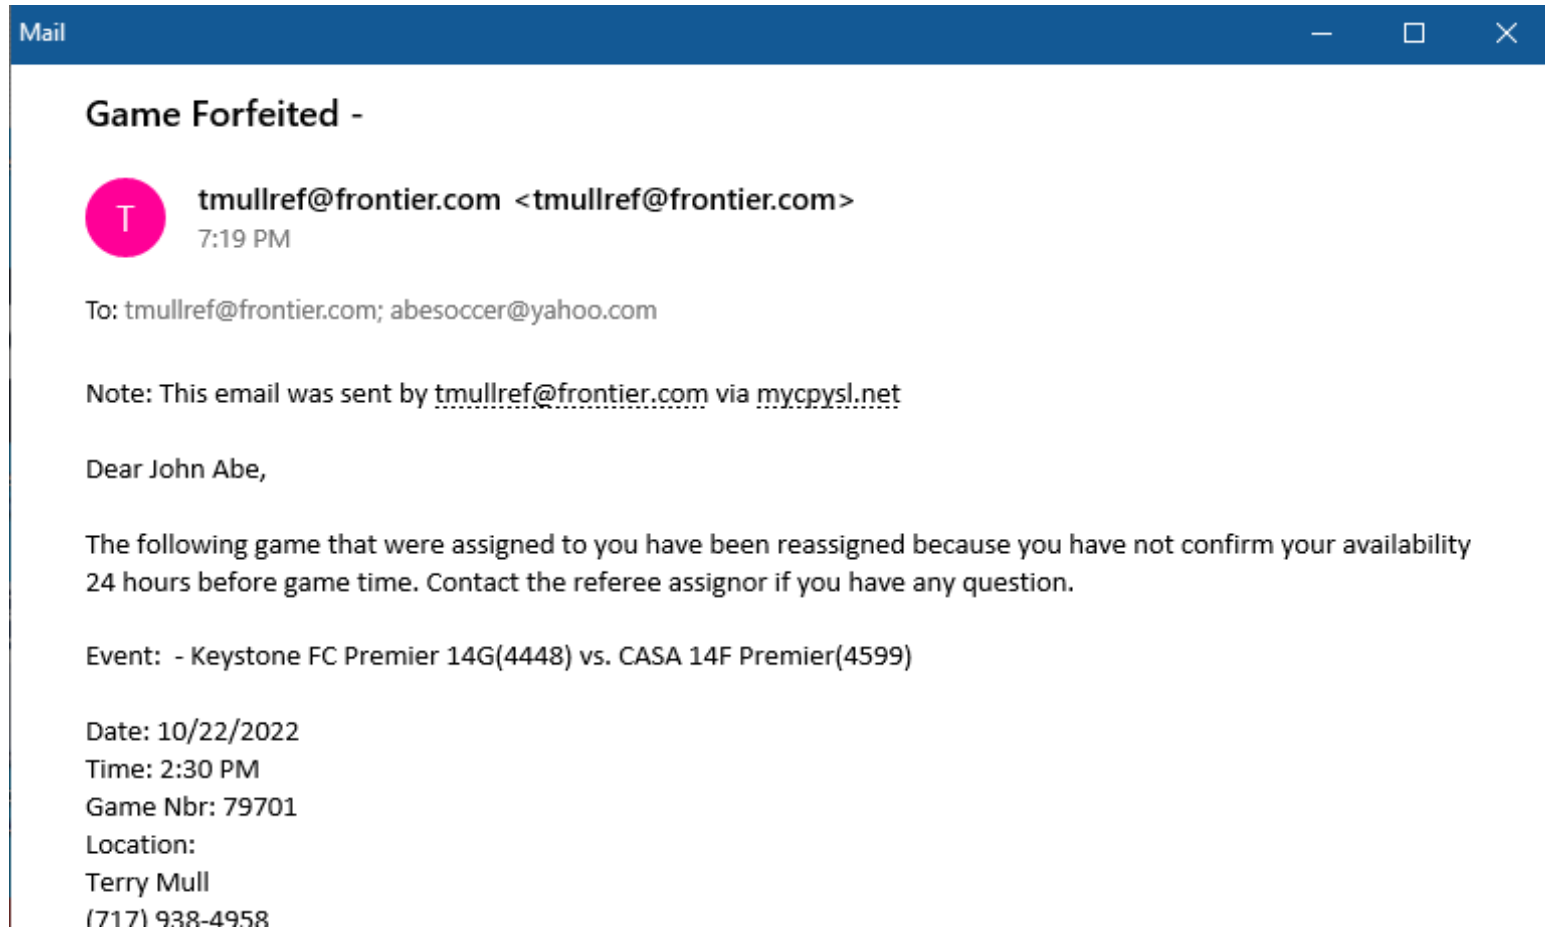 Mail
Game Forfeited -
T
tmullref@frontier.com <tmullref@frontier.com>
7:19 PM
To: tmullref@frontier.com; abesoccer@yahoo.com
Note: This email was sent by tmullref@frontier.com via mycpysl.net
Dear John Abe,
The following game that were assigned to you have been reassigned because you have not confirm your availability
24 hours before game time. Contact the referee assignor if you have any question.
Event:  - Keystone FC Premier 14G(4448) vs. CASA 14F Premier(4599)
Date: 10/22/2022
Time: 2:30 PM
Game Nbr: 79701
Location:
Terry Mull
(717) 938-4958